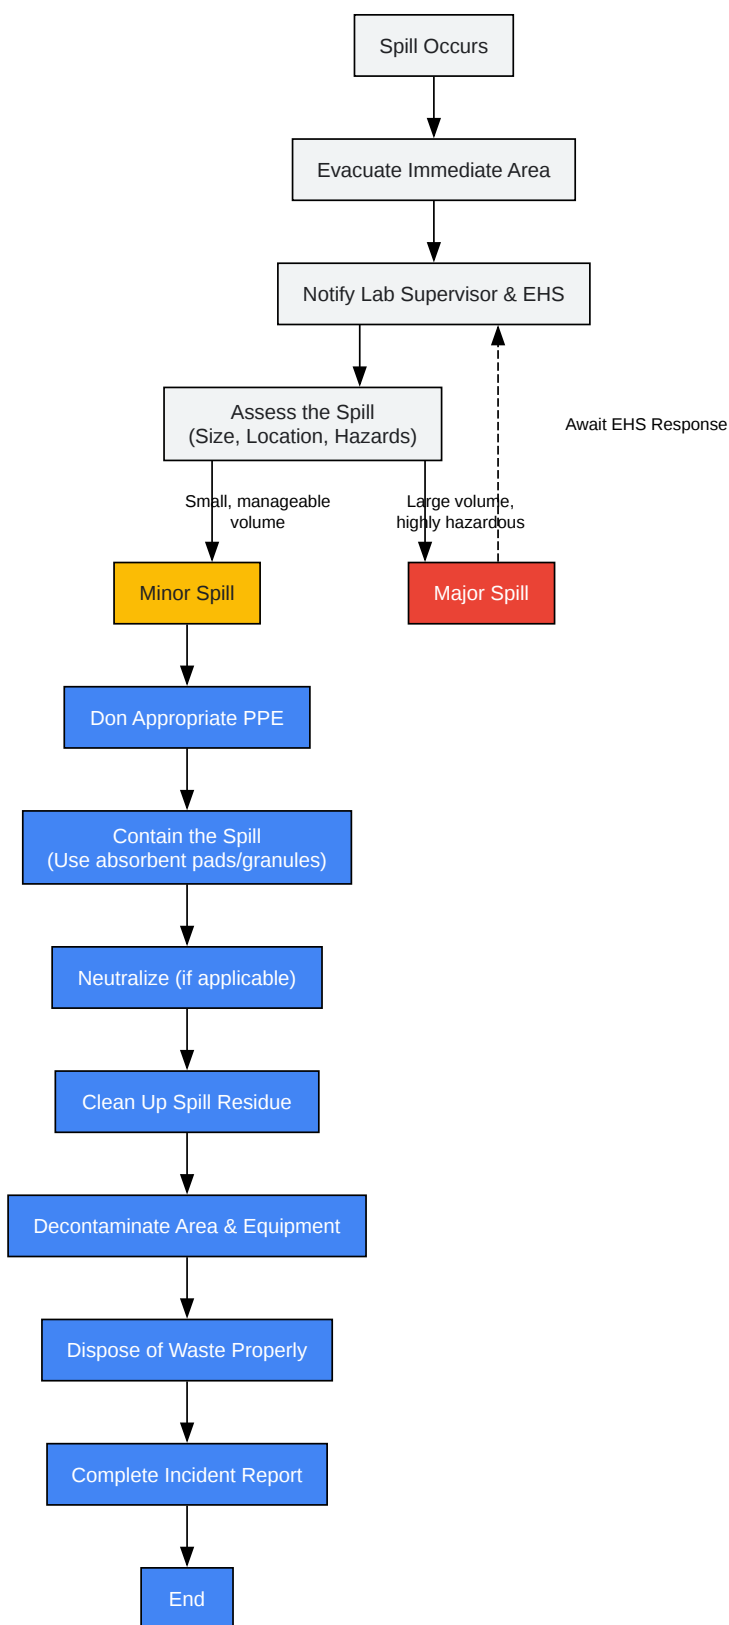 Spill Occurs
Evacuate Immediate Area
Notify Lab Supervisor & EHS
Assess the Spill
(Size, Location, Hazards)
Await EHS Response
Small, manageable
volume
Large volume,
highly hazardous
Minor Spill
Major Spill
Don Appropriate PPE
Contain the Spill
(Use absorbent pads/granules)
Neutralize (if applicable)
Clean Up Spill Residue
Decontaminate Area & Equipment
Dispose of Waste Properly
Complete Incident Report
End